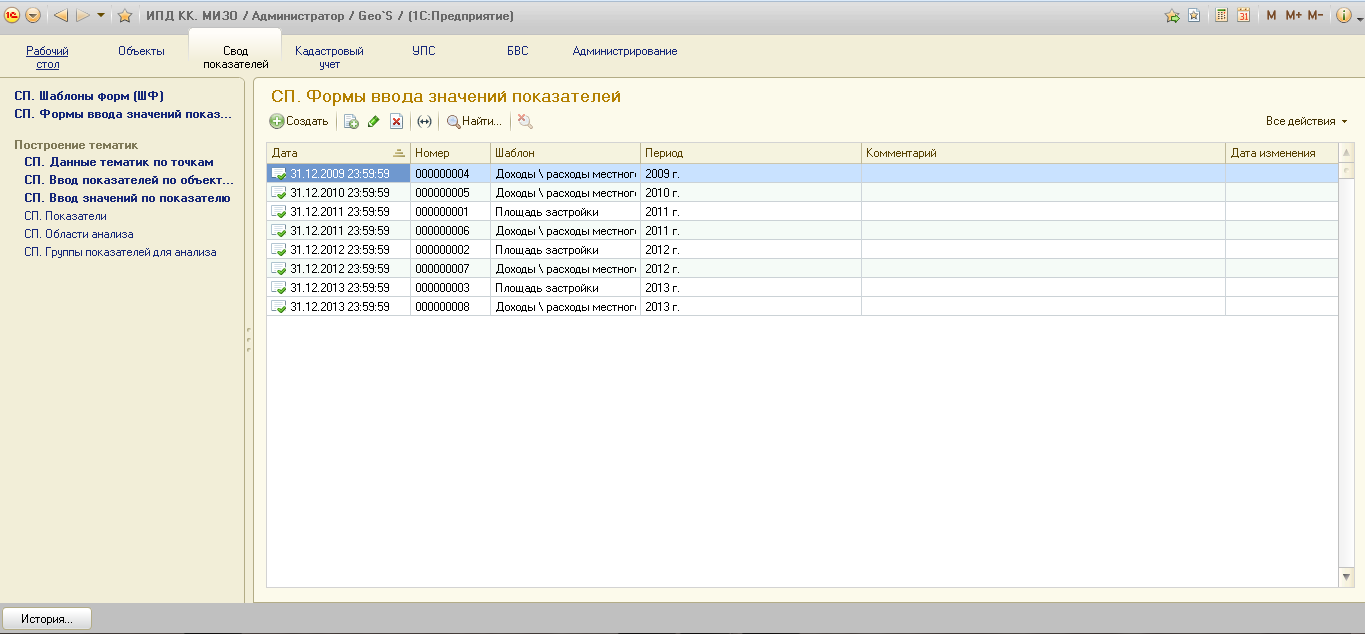 ИПД КК. МИЗО / Администратор / Geo`S / (1С:Предприятие)
31 M M+ M-
Рабочий стол
Объекты
Свод показателей
Кадастровый учет
УПС
БВС
Администрирование
СП. Шаблоны форм (ШФ)
СП. Формы ввода значений показ...
Построение тематик
СП. Данные тематик по точкам
СП. Ввод показателей по объект...
СП. Ввод значений по показателю
СП. Показатели
СП. Области анализа
СП. Группы показателей для анализа
СП. Формы ввода значений показателей
Создать Найти... Все действия
Дата Номер Шаблон Период Комментарий Дата изменения
31.12.2009 23:59:59 000000004 Доходы \ расходы местног 2009 г.
31.12.2010 23:59:59 000000005 Доходы \ расходы местног 2010 г.
31.12.2011 23:59:59 000000001 Площадь застройки 2011 г.
31.12.2011 23:59:59 000000006 Доходы \ расходы местног 2011 г.
31.12.2012 23:59:59 000000002 Площадь застройки 2012 г.
31.12.2012 23:59:59 000000007 Доходы \ расходы местног 2012 г.
31.12.2013 23:59:59 000000003 Площадь застройки 2013 г.
31.12.2013 23:59:59 000000008 Доходы \ расходы местног 2013 г.
История...